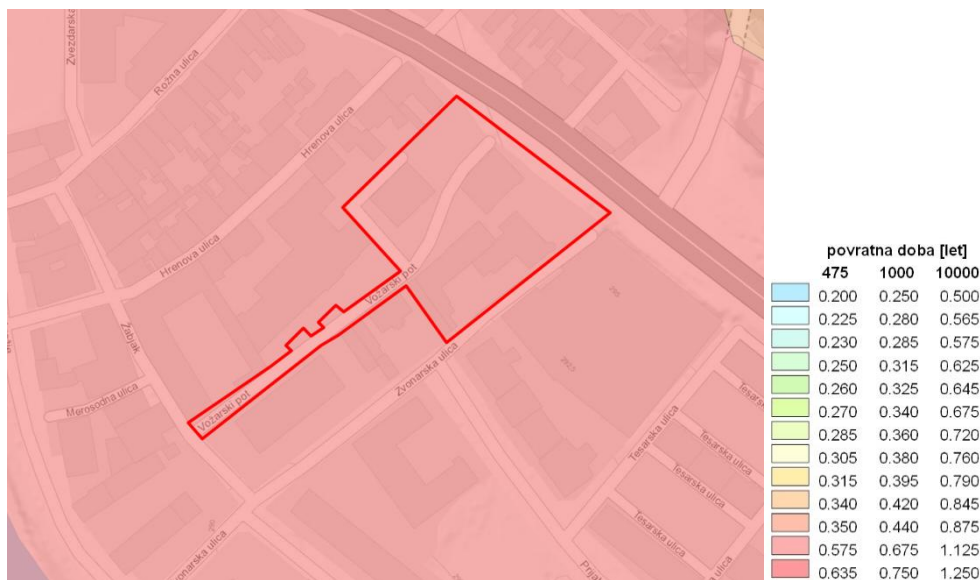 Zvezdarska
Rožna ulica
Hrenova ulica
Hrenova ulica
Vožarski pot
Žabjak
Zvonarska ulica
Mernosodna ulica
Vožarski pot
Tesarska ulica
Tesarska
Tesarska ulica
Tesarska ulica
Zvonarska ulica
Prijat
295
295
povratna doba [let]
475 1000 10000
0.200 0.250 0.500
0.225 0.280 0.565
0.230 0.285 0.575
0.250 0.315 0.625
0.260 0.325 0.645
0.270 0.340 0.675
0.285 0.360 0.720
0.305 0.380 0.760
0.315 0.395 0.790
0.340 0.420 0.845
0.350 0.440 0.875
0.575 0.675 1.125
0.635 0.750 1.250